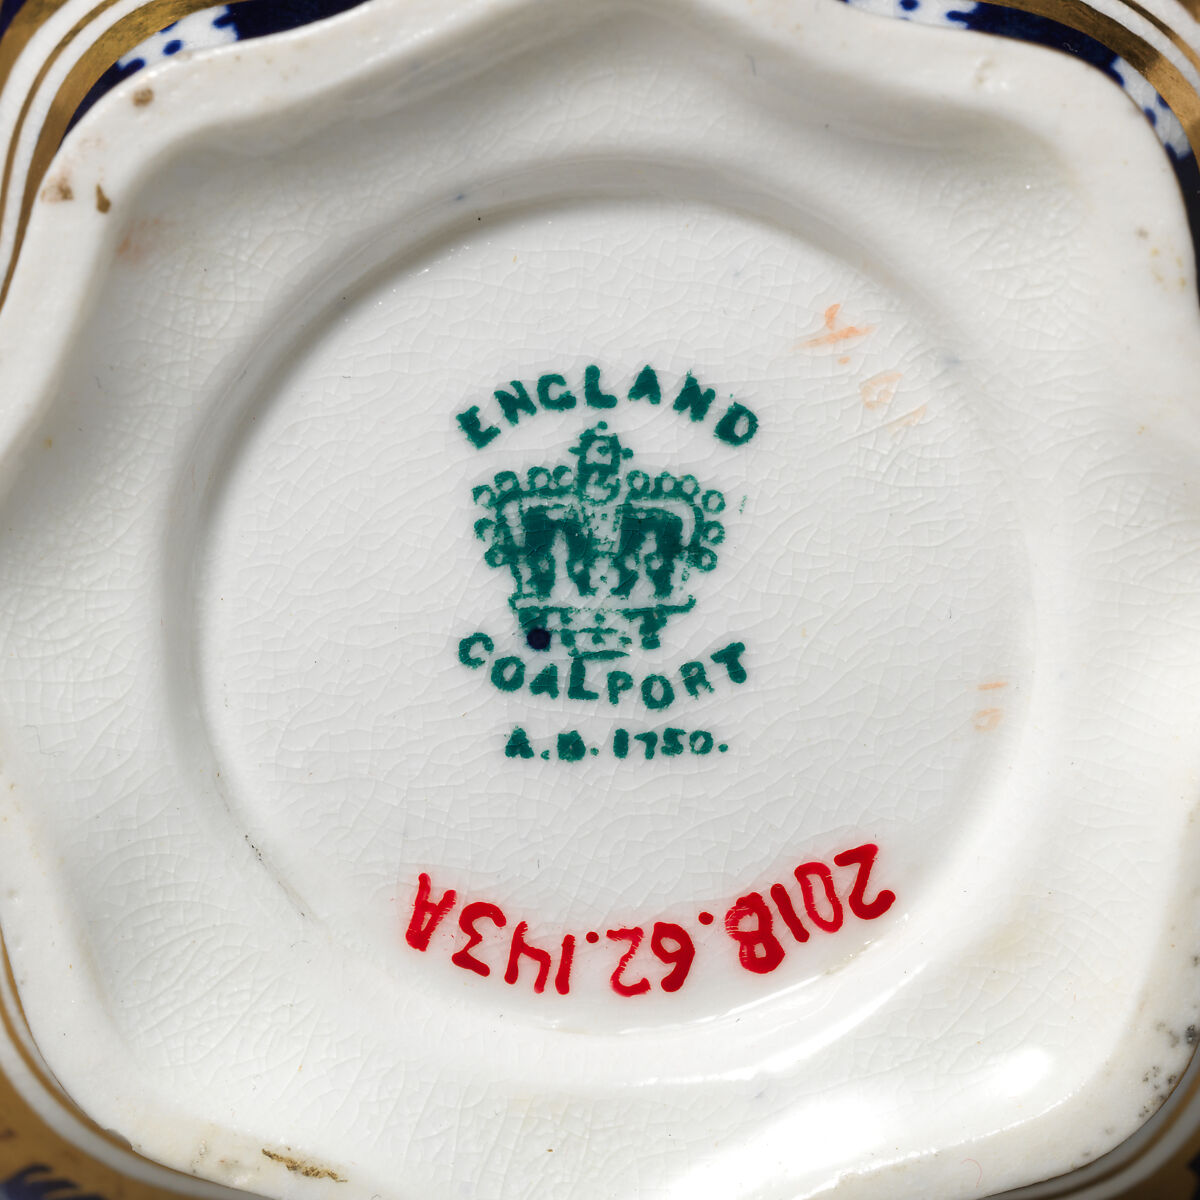 ENGLAND
COALPORT
A.D. 1750.
2018.62.143A